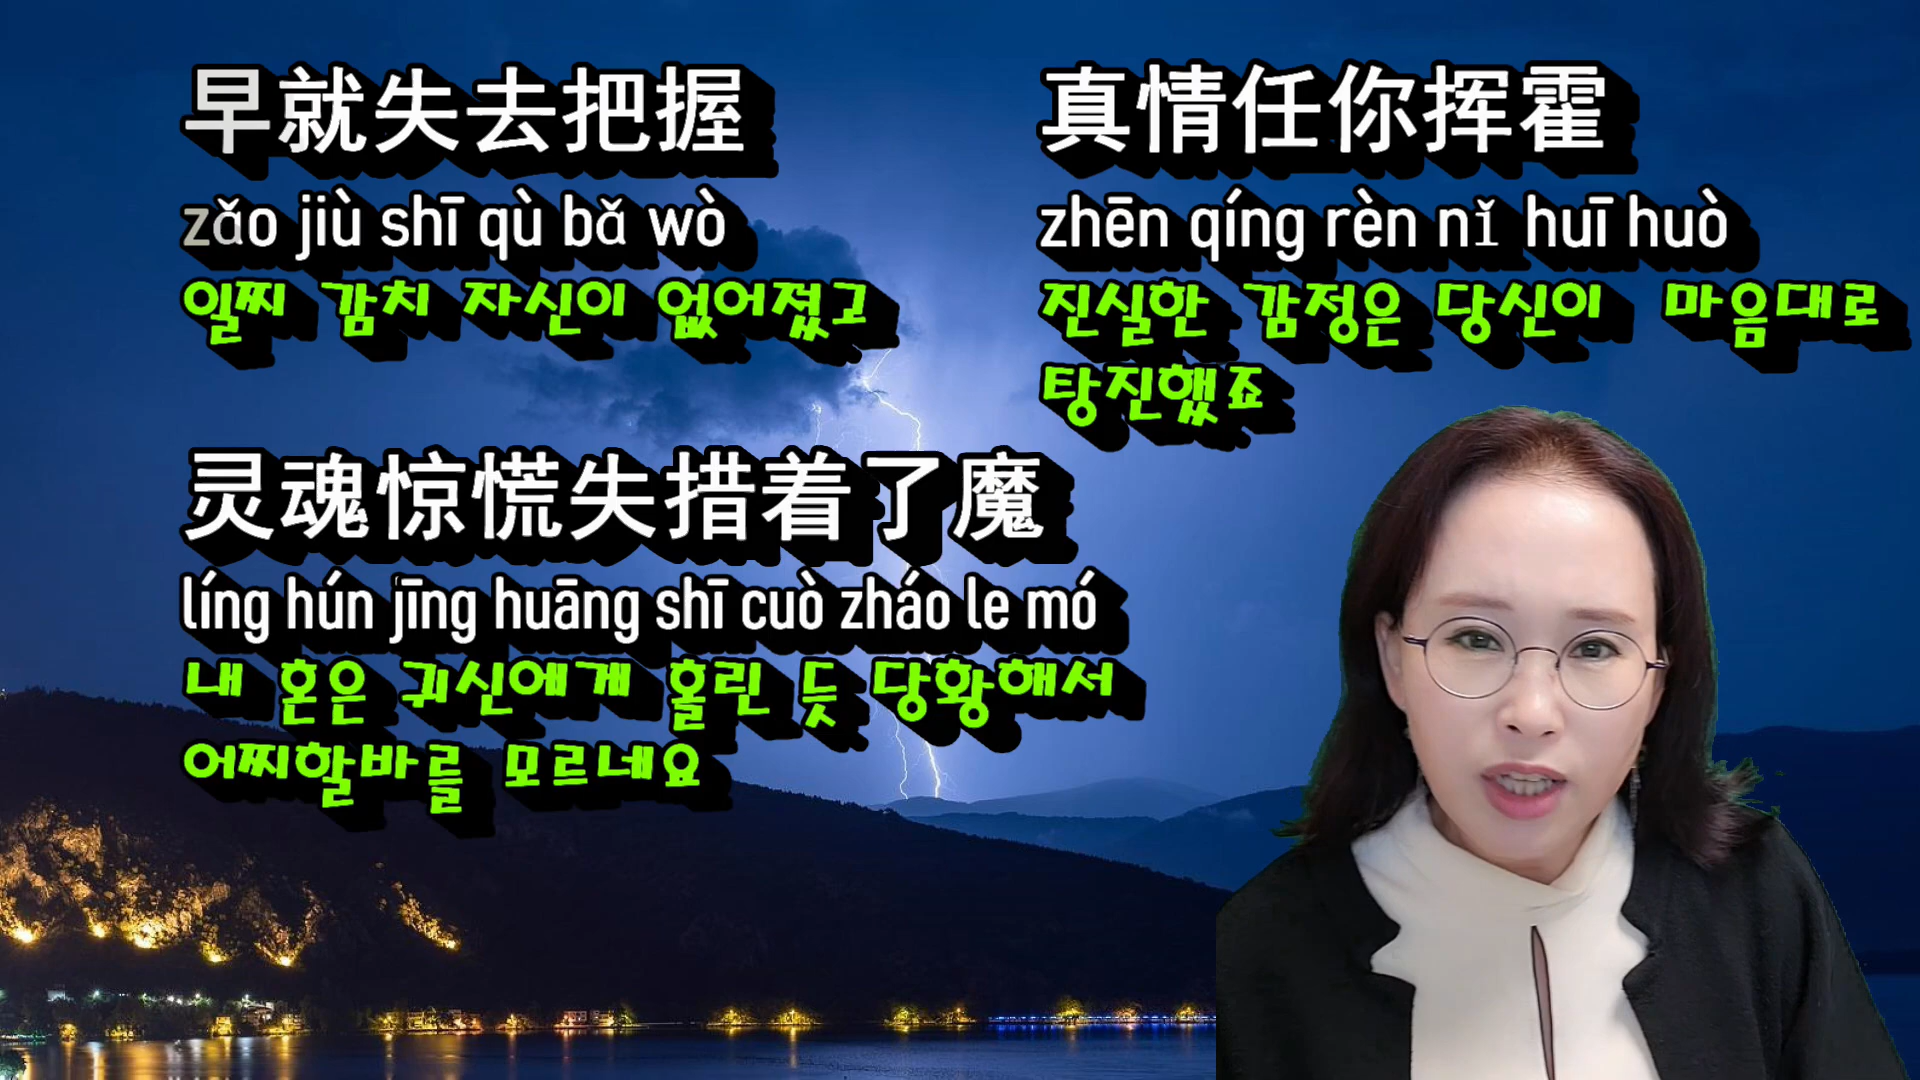 早就失去把握
zǎo jiù shī qù bǎ wò
일찌 감치 자신이 없어졌고
真情任你挥霍
zhēn qíng rèn nǐ huī huò
진실한 감정은 당신이 마음대로
탕진했죠
灵魂惊慌失措着了魔
líng hún jīng huāng shī cuò zháo le mó
내 혼은 귀신에게 홀린 듯 당황해서
어찌할바를 모르네요